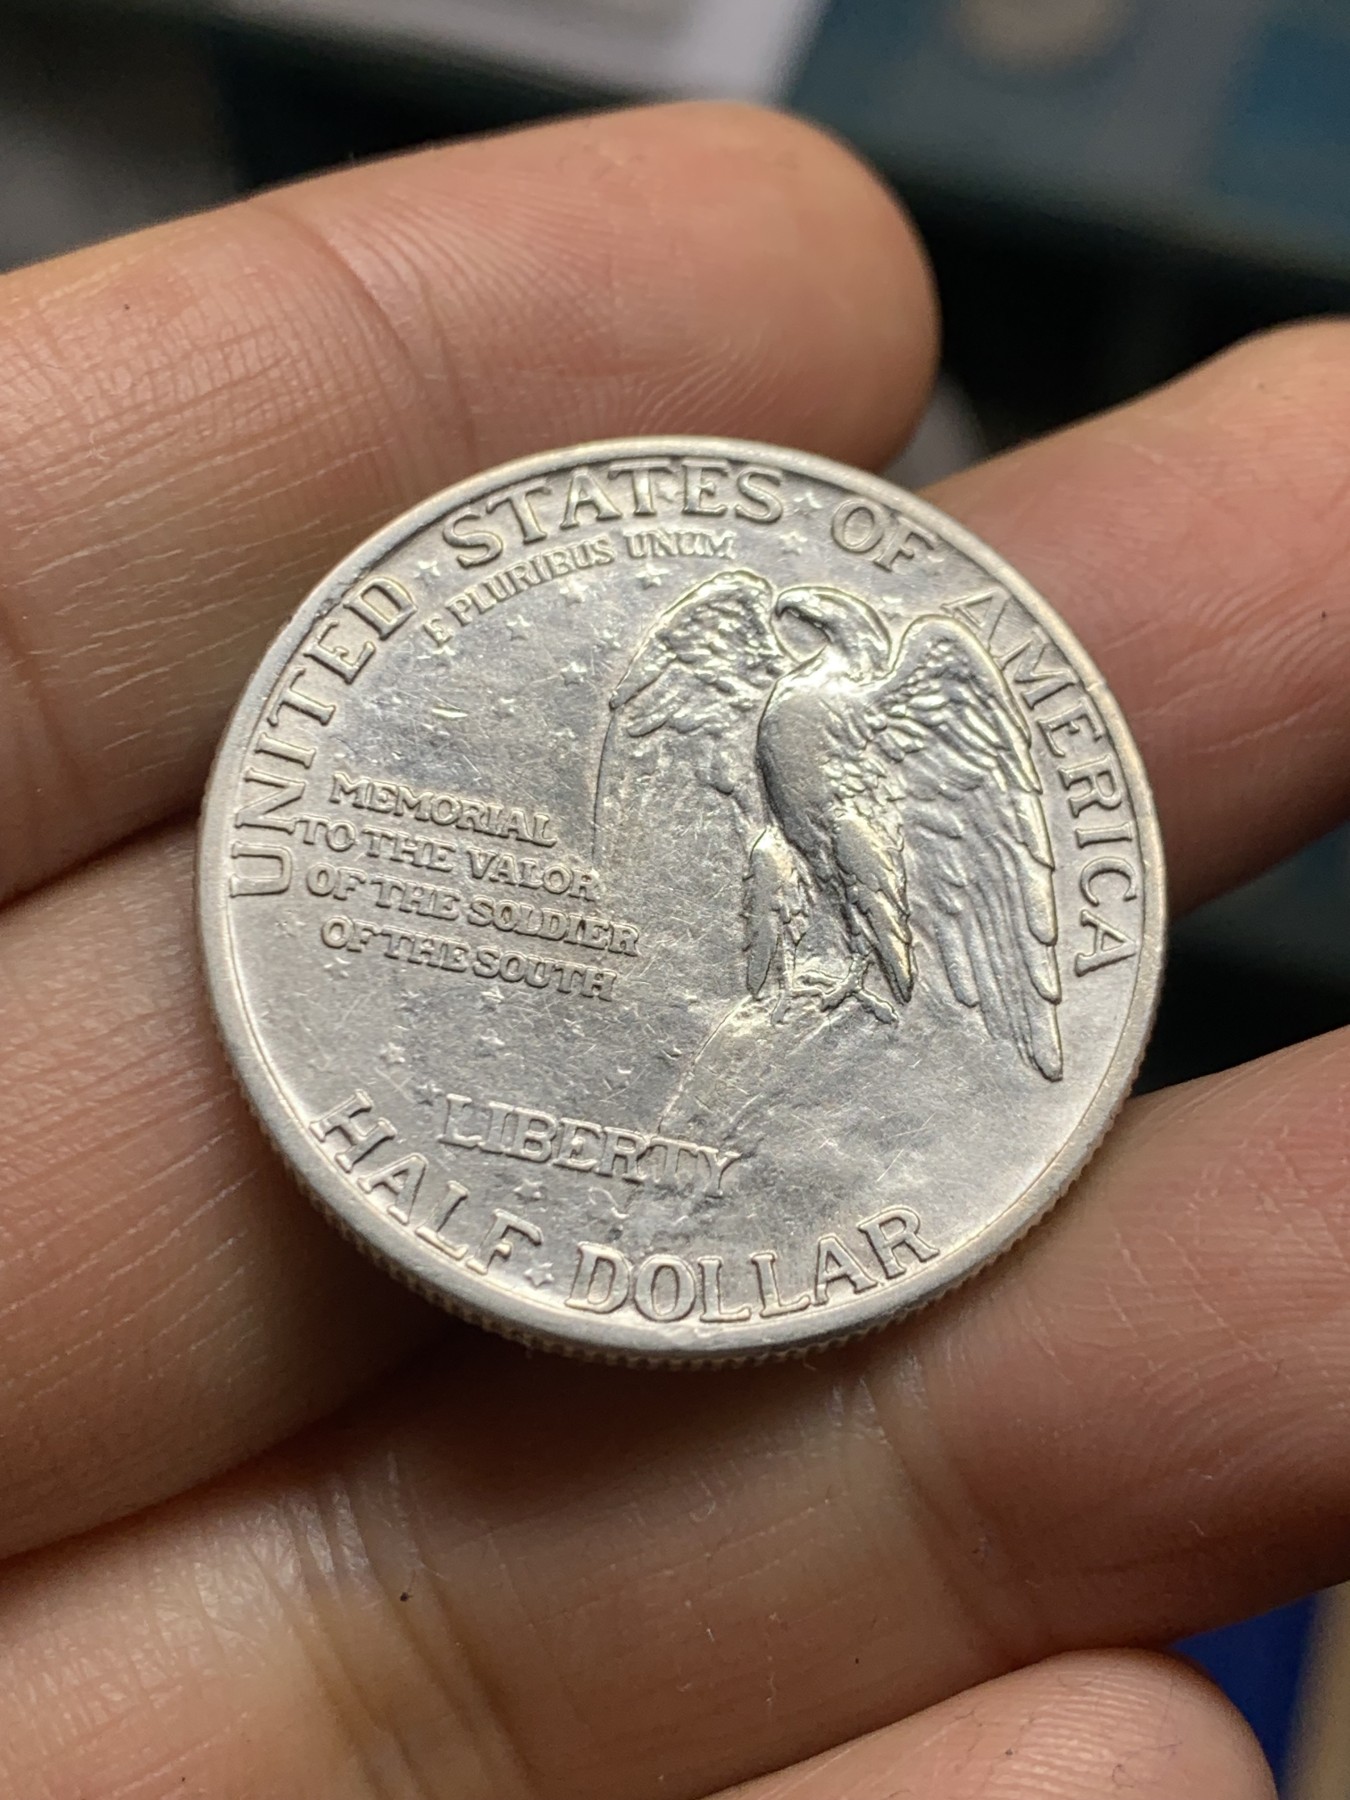 UNITED STATES OF AMERICA
E PLURIBUS UNUM
MEMORIAL
TO THE VALOR
OF THE SOLDIER
OF THE SOUTH
LIBERTY
HALF DOLLAR